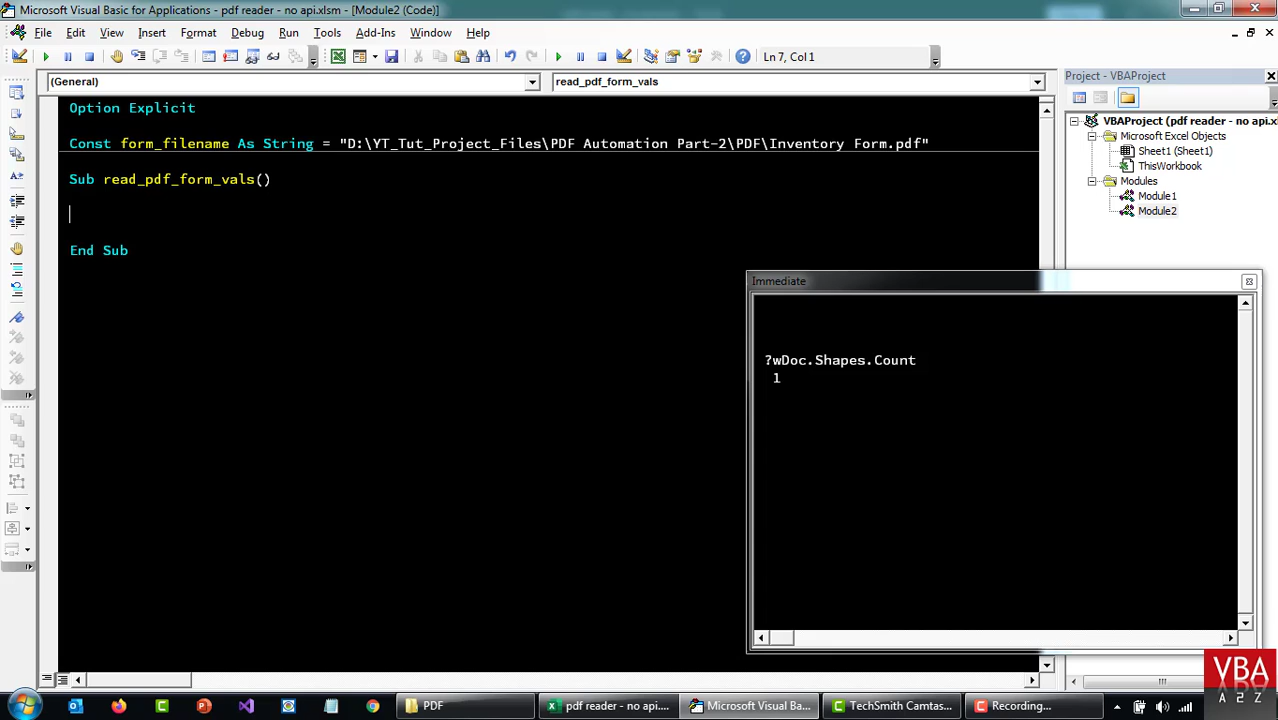 Microsoft Visual Basic for Applications - pdf reader - no api.xlsm - [Module2 (Code)]
File Edit View Insert Format Debug Run Tools Add-Ins Window Help
Ln 7, Col 1
(General)
read_pdf_form_vals
Project - VBAProject
Option Explicit
Const form_filename As String = "D:\YT_Tut_Project_Files\PDF Automation Part-2\PDF\Inventory Form.pdf"
Sub read_pdf_form_vals()
End Sub
VBAProject (pdf reader - no api.x
Microsoft Excel Objects
Sheet1 (Sheet1)
ThisWorkbook
Modules
Module1
Module2
Immediate
?wDoc.Shapes.Count
1
VBA
A2Z
PDF
pdf reader - no api....
Microsoft Visual Ba...
TechSmith Camtas...
Recording...